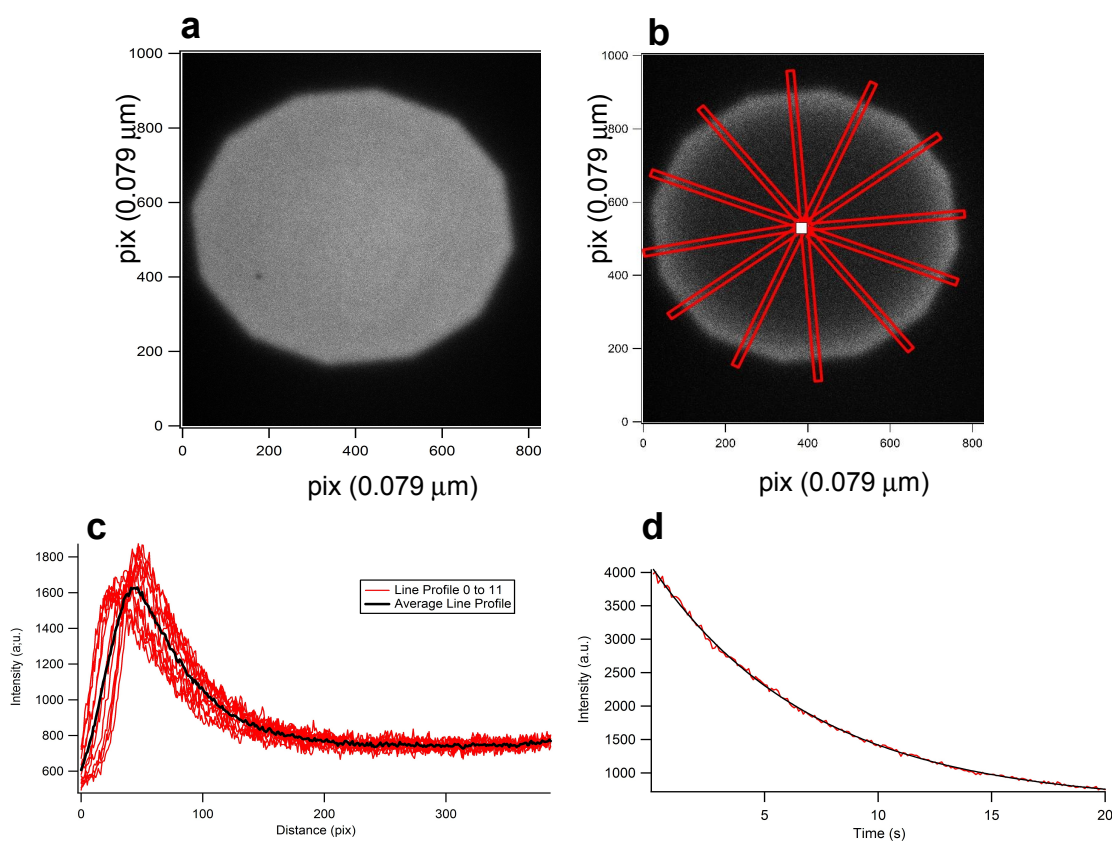 a
1000
800
600
400
200
0
pix (0.079 μm)
0 200 400 600 800
pix (0.079 μm)
b
1000
800
600
400
200
0
pix (0.079 μm)
0 200 400 600 800
pix (0.079 μm)
c
1800
1600
1400
1200
1000
800
600
Intensity (a.u.)
Line Profile 0 to 11
Average Line Profile
0 100 200 300
Distance (pix)
d
4000
3500
3000
2500
2000
1500
1000
Intensity (a.u.)
5 10 15 20
Time (s)